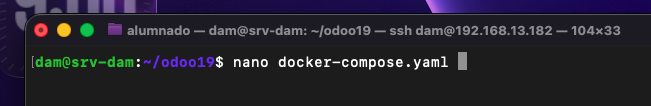 alumnado — dam@srv-dam: ~/odoo19 — ssh dam@192.168.13.182 — 104×33
[dam@srv-dam:~/odoo19$ nano docker-compose.yaml